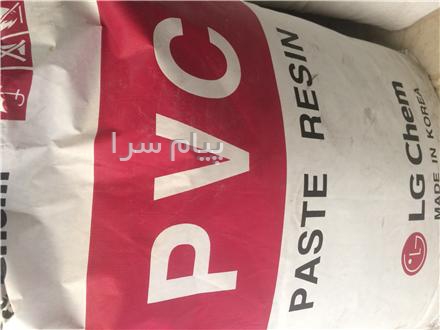 PVC
PASTE RESIN
LG Chem
MADE IN KOREA
پیام سرا